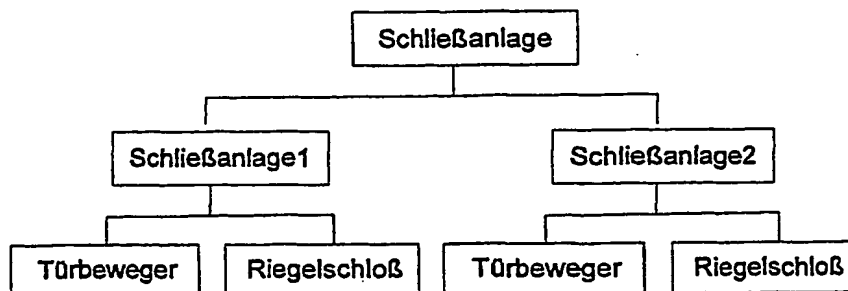 Schließanlage
Schließanlage1
Schließanlage2
Türbeweger
Riegelschloß
Türbeweger
Riegelschloß